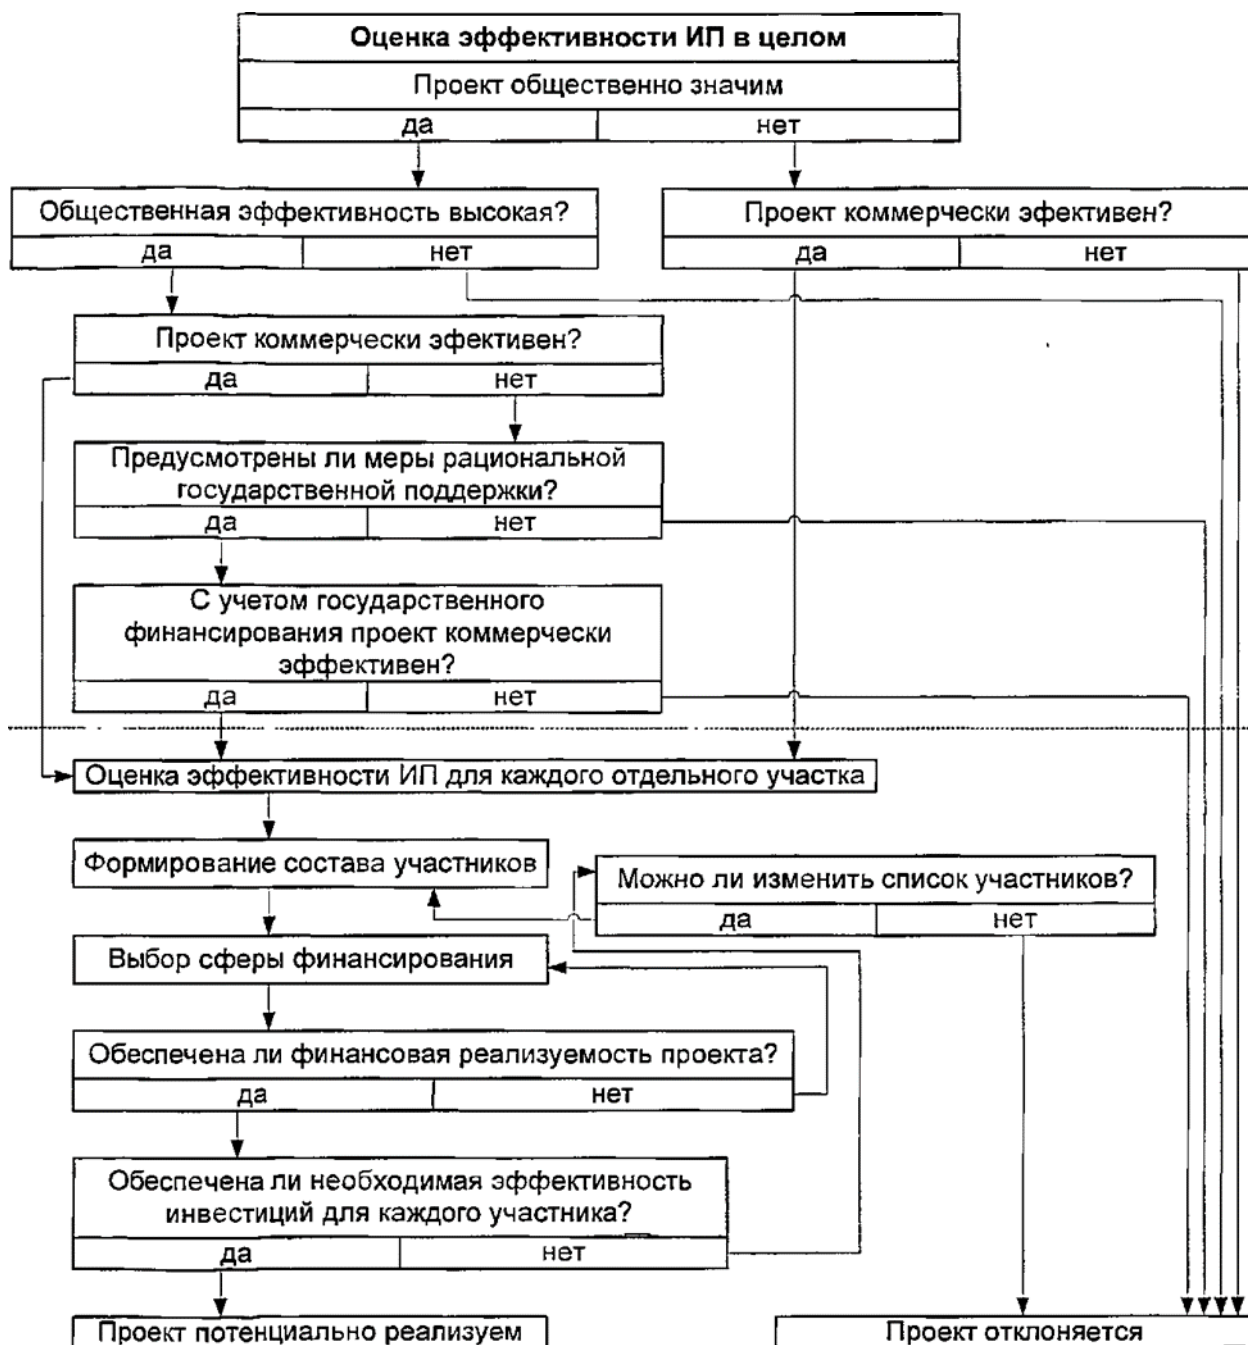 Оценка эффективности ИП в целом
Проект общественно значим
да нет
Общественная эффективность высокая?
да нет
Проект коммерчески эфективен?
да нет
Проект коммерчески эфективен?
да нет
Предусмотрены ли меры рациональной
государственной поддержки?
да нет
С учетом государственного
финансирования проект коммерчески
эффективен?
да нет
Оценка эффективности ИП для каждого отдельного участка
Формирование состава участников
Можно ли изменить список участников?
да нет
Выбор сферы финансирования
Обеспечена ли финансовая реализуемость проекта?
да нет
Обеспечена ли необходимая эффективность
инвестиций для каждого участника?
да нет
Проект потенциально реализуем
Проект отклоняется